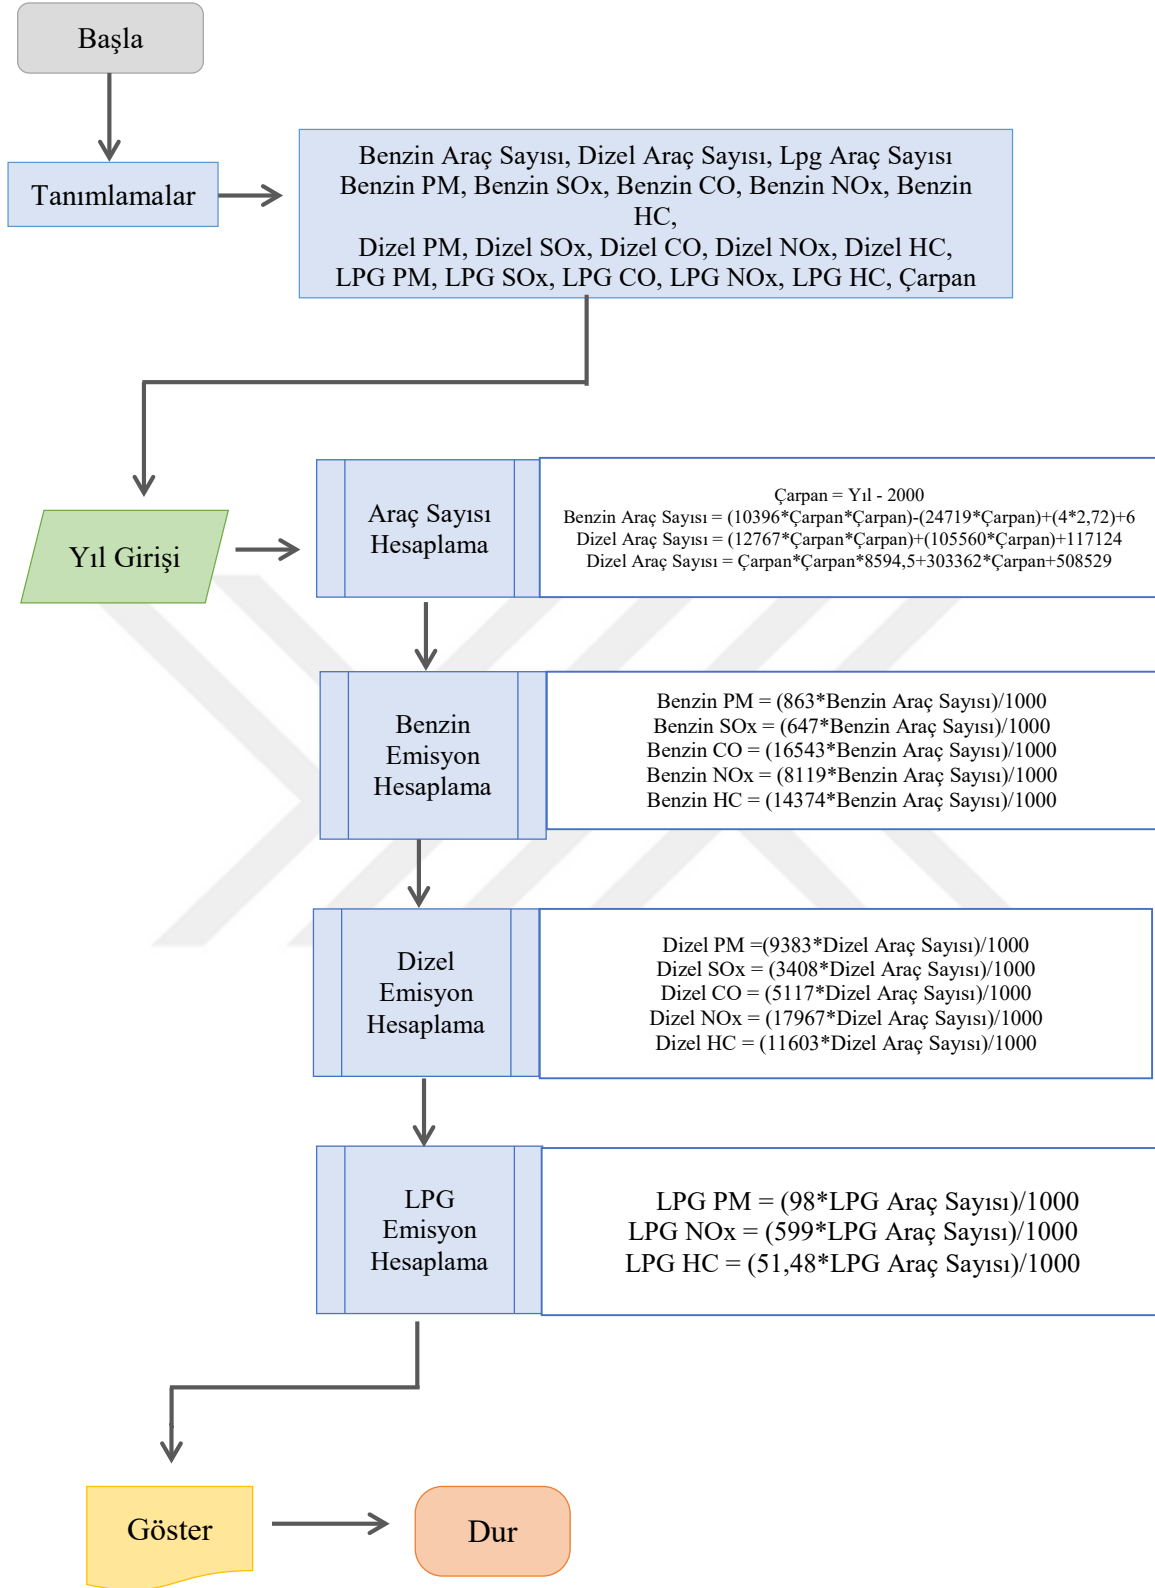 Başla
Tanımlamalar
Benzin Araç Sayısı, Dizel Araç Sayısı, Lpg Araç Sayısı
Benzin PM, Benzin SOx, Benzin CO, Benzin NOx, Benzin
HC,
Dizel PM, Dizel SOx, Dizel CO, Dizel NOx, Dizel HC,
LPG PM, LPG SOx, LPG CO, LPG NOx, LPG HC, Çarpan
Yıl Girişi
Araç Sayısı
Hesaplama
Çarpan = Yıl - 2000
Benzin Araç Sayısı = (10396*Çarpan*Çarpan)-(24719*Çarpan)+(4*2,72)+6
Dizel Araç Sayısı = (12767*Çarpan*Çarpan)+(105560*Çarpan)+117124
Dizel Araç Sayısı = Çarpan*Çarpan*8594,5+303362*Çarpan+508529
Benzin
Emisyon
Hesaplama
Benzin PM = (863*Benzin Araç Sayısı)/1000
Benzin SOx = (647*Benzin Araç Sayısı)/1000
Benzin CO = (16543*Benzin Araç Sayısı)/1000
Benzin NOx = (8119*Benzin Araç Sayısı)/1000
Benzin HC = (14374*Benzin Araç Sayısı)/1000
Dizel
Emisyon
Hesaplama
Dizel PM =(9383*Dizel Araç Sayısı)/1000
Dizel SOx = (3408*Dizel Araç Sayısı)/1000
Dizel CO = (5117*Dizel Araç Sayısı)/1000
Dizel NOx = (17967*Dizel Araç Sayısı)/1000
Dizel HC = (11603*Dizel Araç Sayısı)/1000
LPG
Emisyon
Hesaplama
LPG PM = (98*LPG Araç Sayısı)/1000
LPG NOx = (599*LPG Araç Sayısı)/1000
LPG HC = (51,48*LPG Araç Sayısı)/1000
Göster
Dur